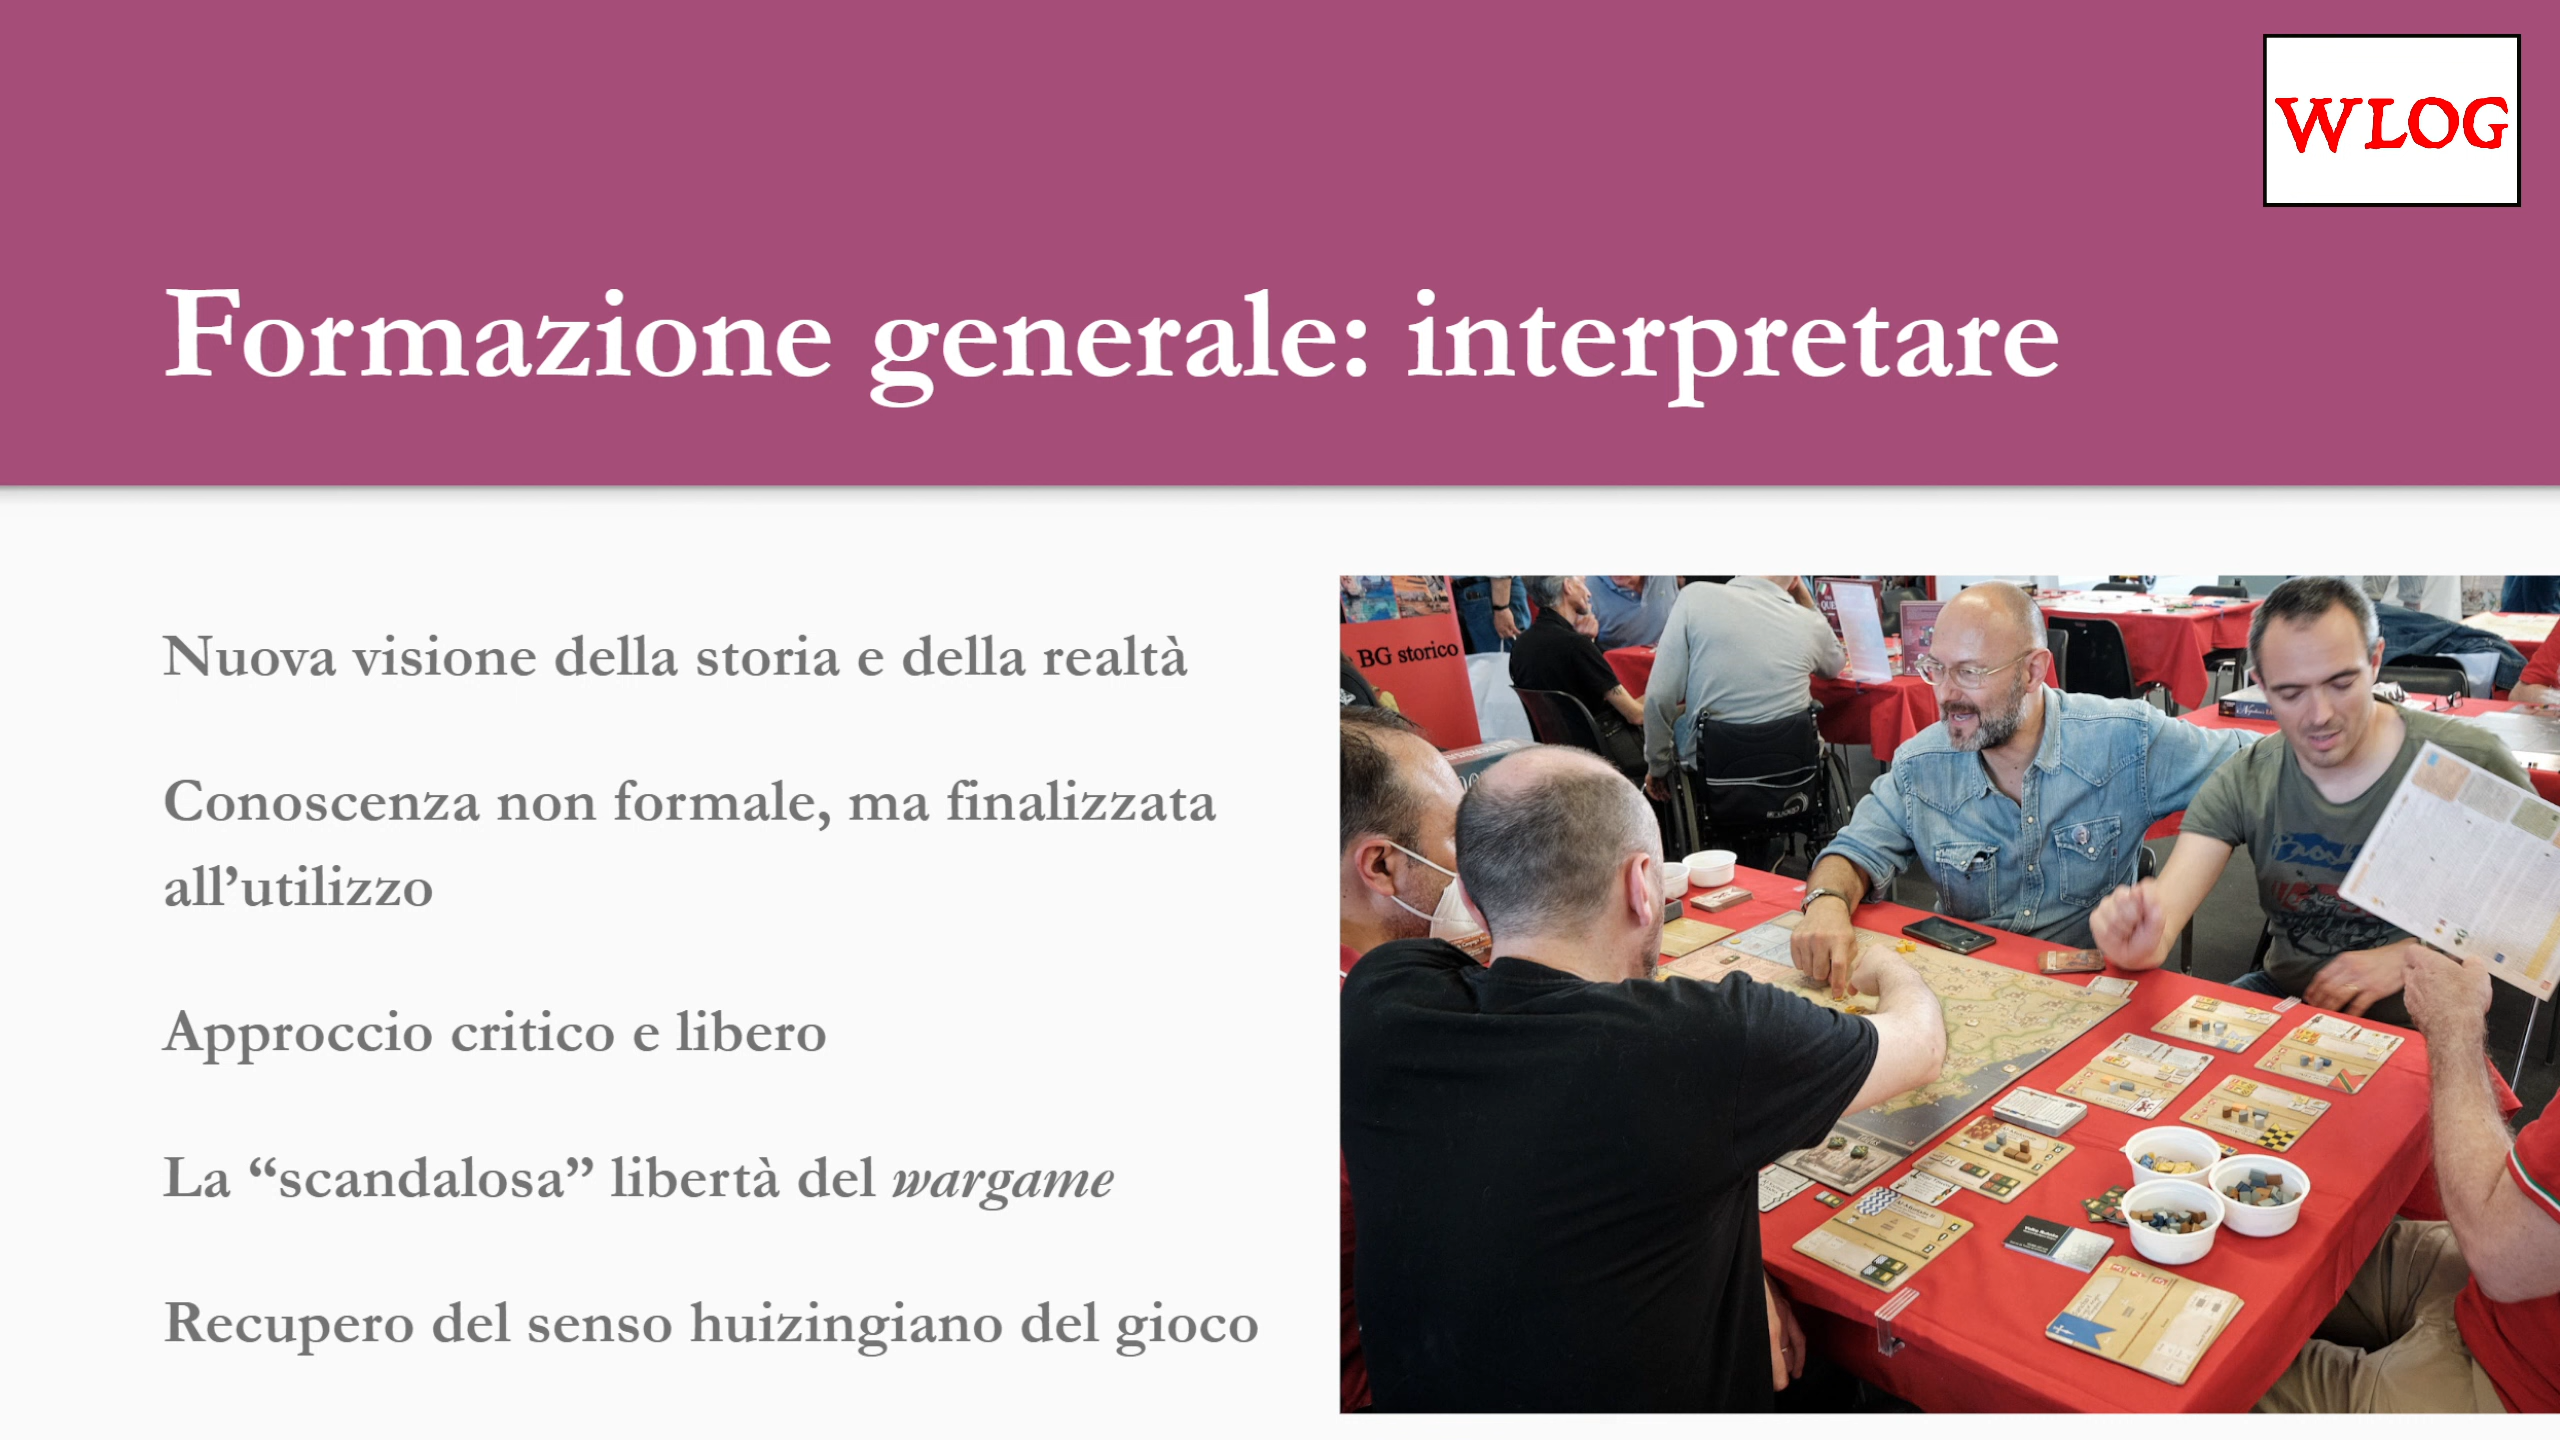 WLOG
Formazione generale: interpretare
Nuova visione della storia e della realtà
Conoscenza non formale, ma finalizzata
all’utilizzo
Approccio critico e libero
La “scandalosa” libertà del wargame
Recupero del senso huizingiano del gioco
BG storico